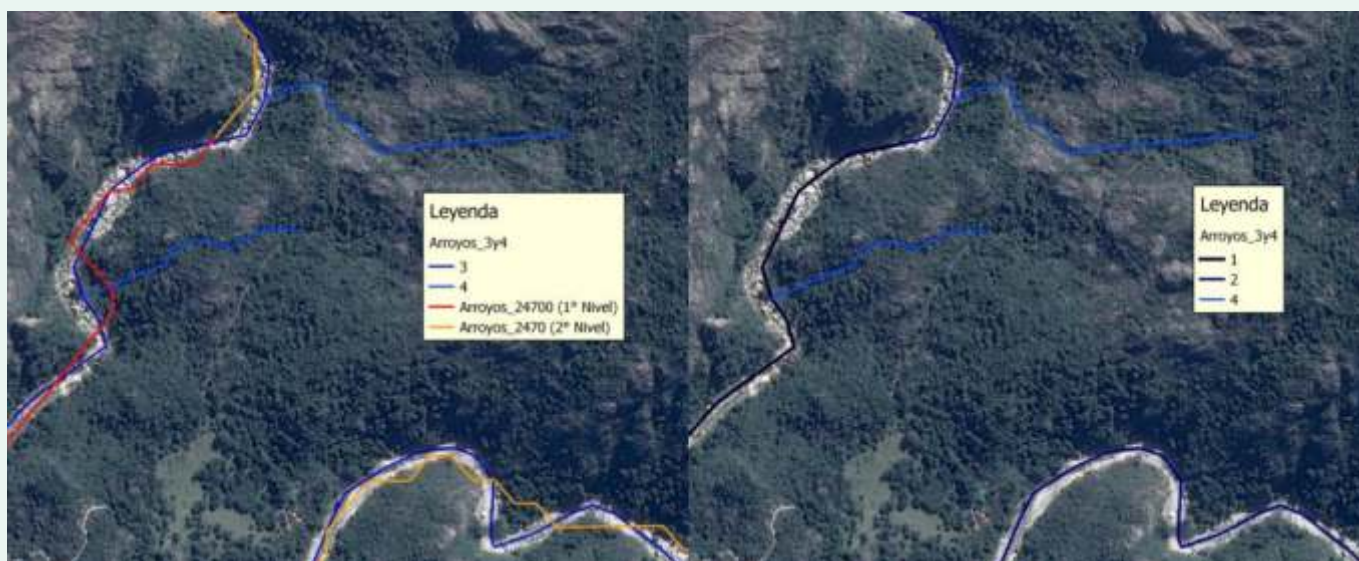 Leyenda
Arroyos_3y4
3
4
Arroyos_24700 (1° Nivel)
Arroyos_2470 (2° Nivel)
Leyenda
Arroyos_3y4
1
2
4